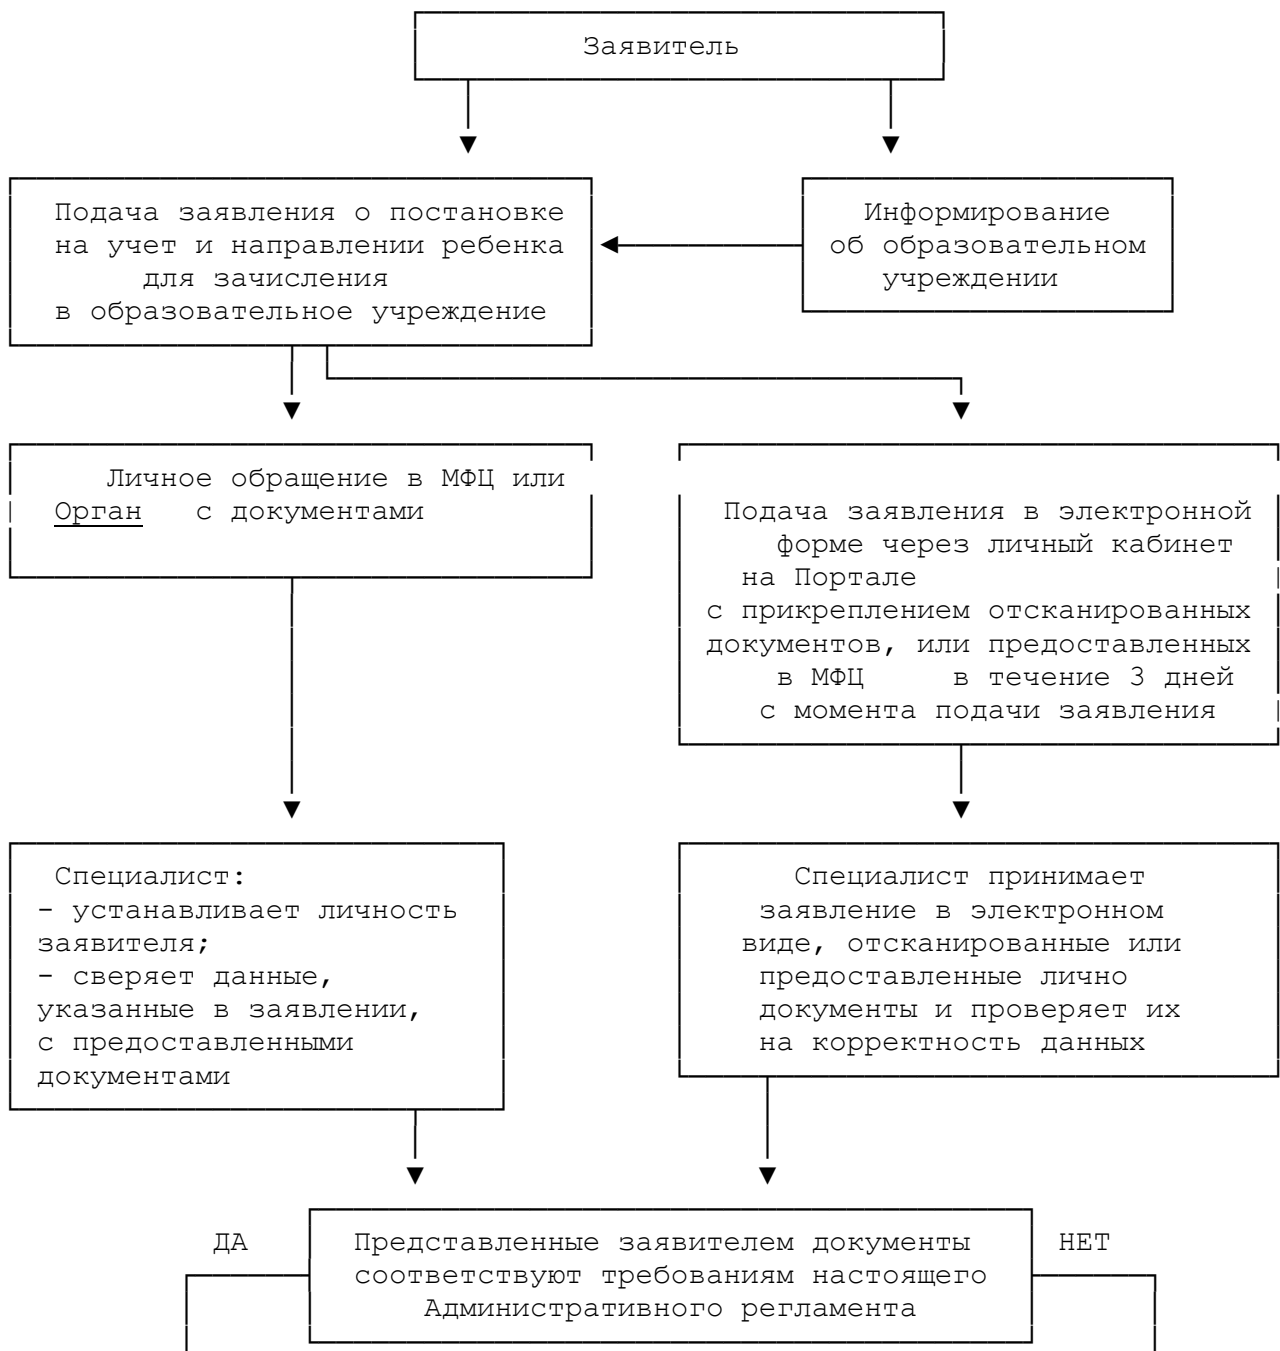 Заявитель
Подача заявления о постановке
на учет и направлении ребенка
для зачисления
в образовательное учреждение
Информирование
об образовательном
учреждении
Личное обращение в МФЦ или
Орган с документами
Подача заявления в электронной
форме через личный кабинет
на Портале
с прикреплением отсканированных
документов, или предоставленных
в МФЦ в течение 3 дней
с момента подачи заявления
Специалист:
- устанавливает личность
заявителя;
- сверяет данные,
указанные в заявлении,
с предоставленными
документами
Специалист принимает
заявление в электронном
виде, отсканированные или
предоставленные лично
документы и проверяет их
на корректность данных
ДА
Представленные заявителем документы
соответствуют требованиям настоящего
Административного регламента
НЕТ